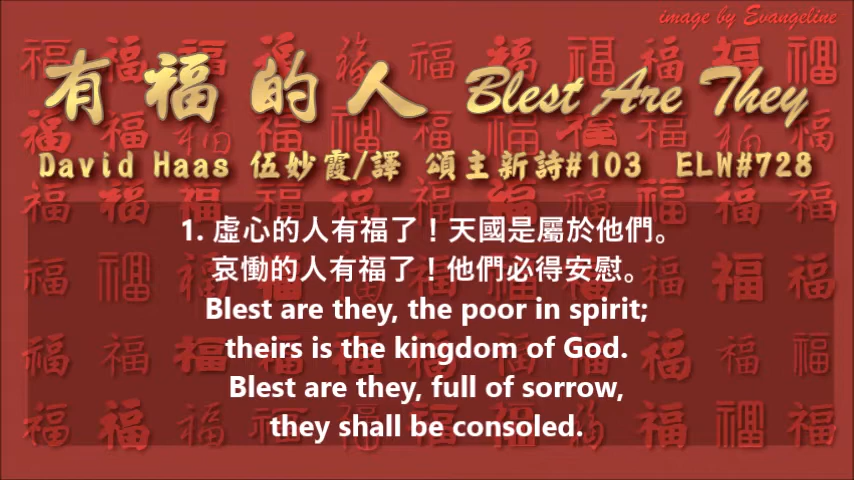 image by Evangeline
有福的人 Blest Are They
David Haas 伍妙霞/譯 頌主新詩#103 ELW#728
1. 虛心的人有福了！天國是屬於他們。
哀慟的人有福了！他們必得安慰。
Blest are they, the poor in spirit;
theirs is the kingdom of God.
Blest are they, full of sorrow,
they shall be consoled.